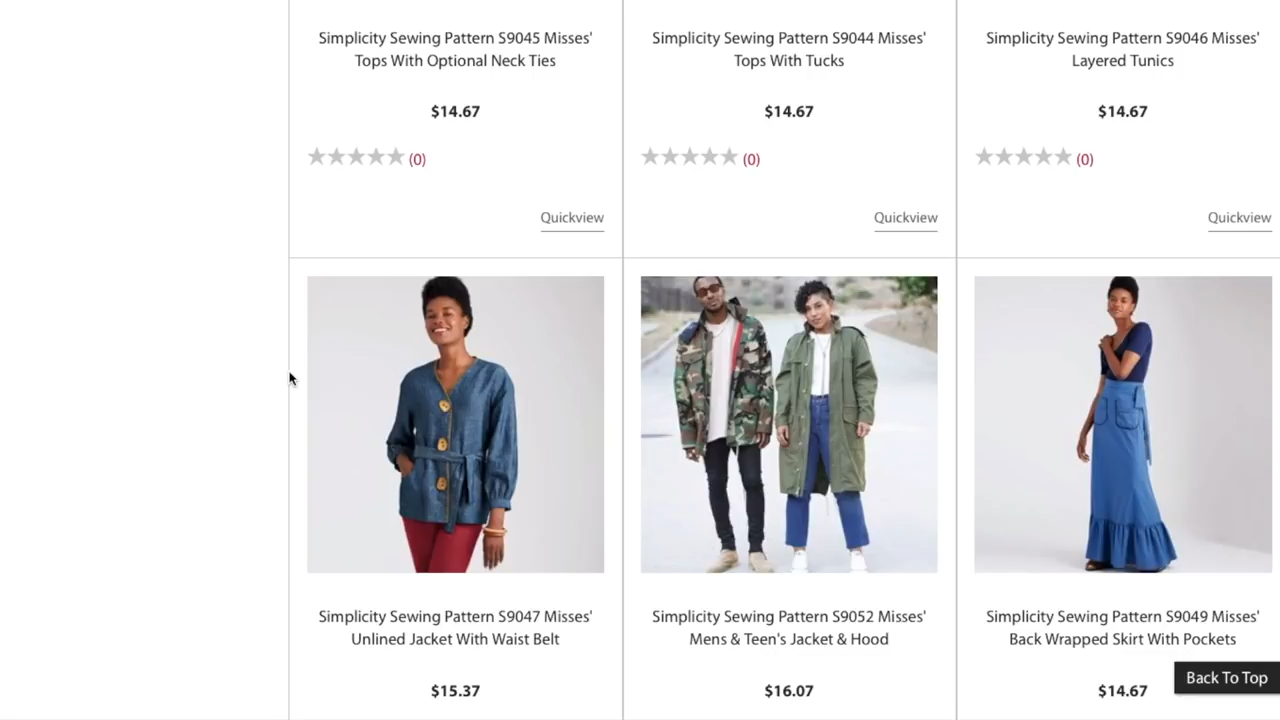 Simplicity Sewing Pattern S9045 Misses'
Tops With Optional Neck Ties
$14.67
(0)
Quickview
Simplicity Sewing Pattern S9044 Misses'
Tops With Tucks
$14.67
(0)
Quickview
Simplicity Sewing Pattern S9046 Misses'
Layered Tunics
$14.67
(0)
Quickview
Simplicity Sewing Pattern S9047 Misses'
Unlined Jacket With Waist Belt
$15.37
Simplicity Sewing Pattern S9052 Misses'
Mens & Teen's Jacket & Hood
$16.07
Simplicity Sewing Pattern S9049 Misses'
Back Wrapped Skirt With Pockets
$14.67
Back To Top